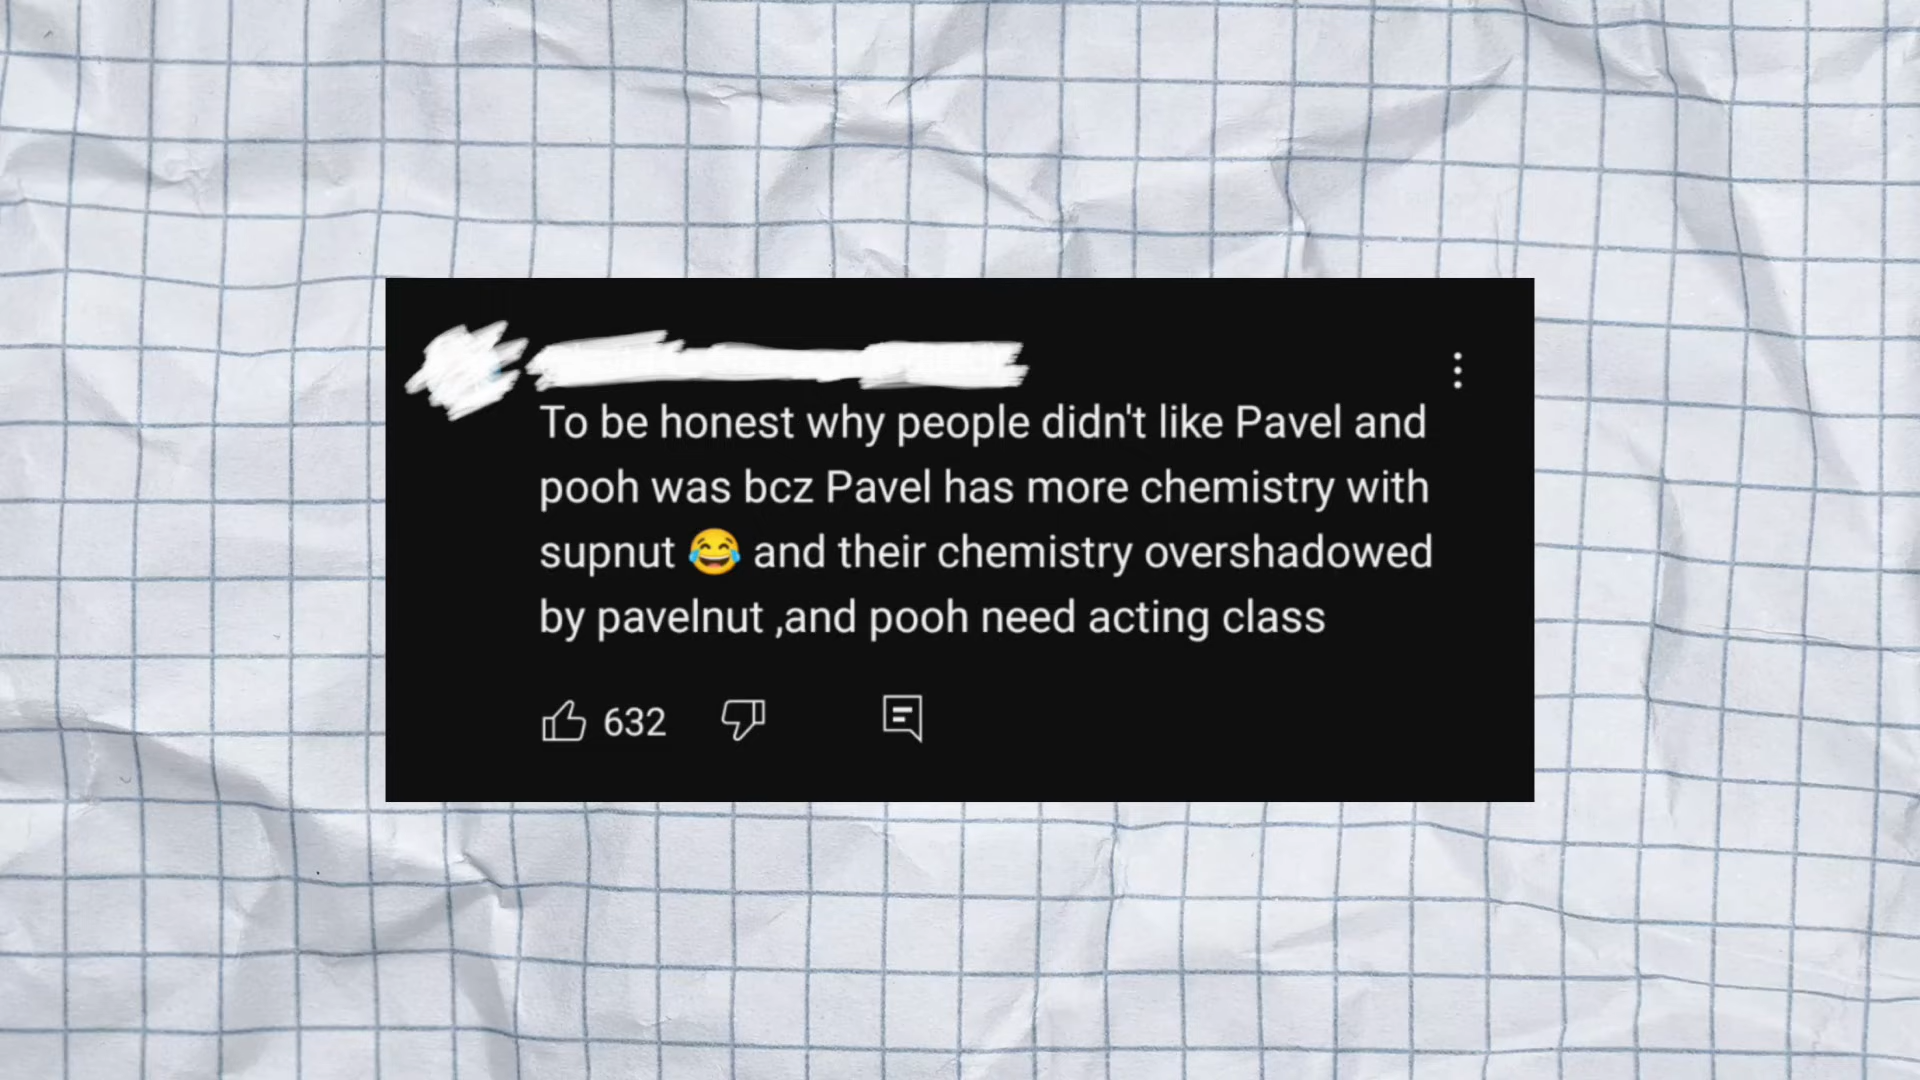 To be honest why people didn't like Pavel and
pooh was bcz Pavel has more chemistry with
supnut 😂 and their chemistry overshadowed
by pavelnut ,and pooh need acting class
632